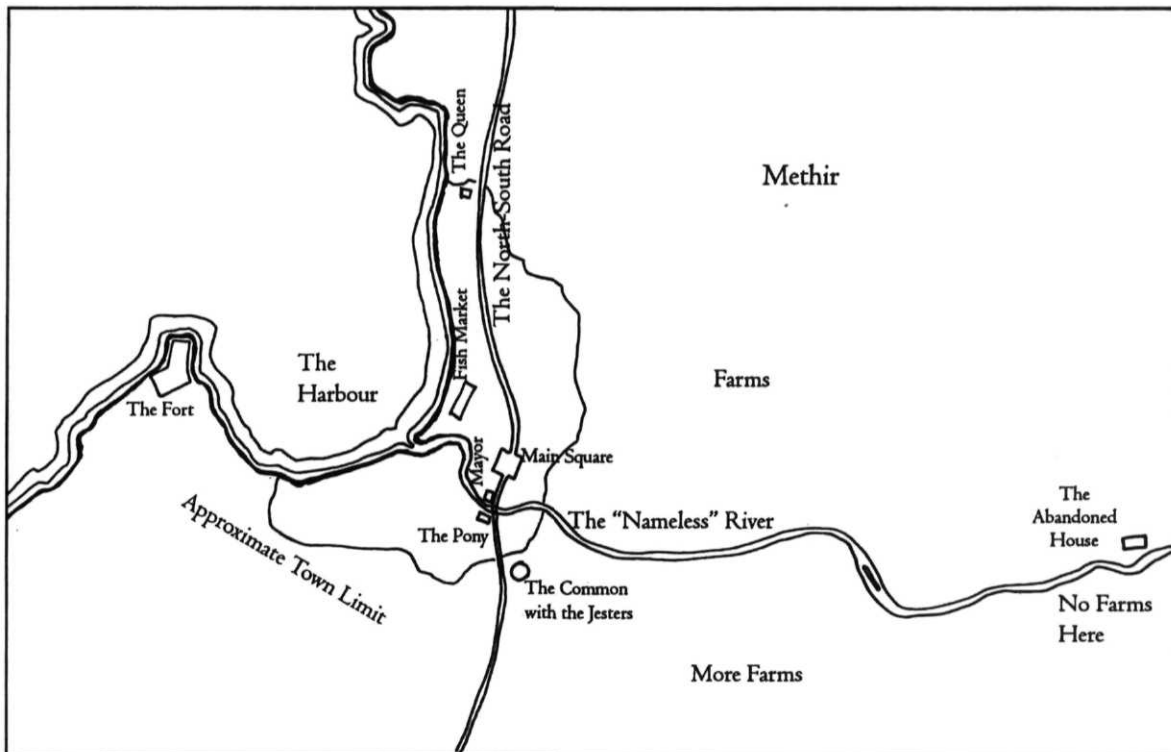 The Queen
The North-South Road
Methir
Fish Market
The
Harbour
Farms
The Fort
Mayor
Main Square
The
Abandoned
House
Approximate Town Limit
The Pony
The "Nameless" River
The Common
with the Jesters
No Farms
Here
More Farms